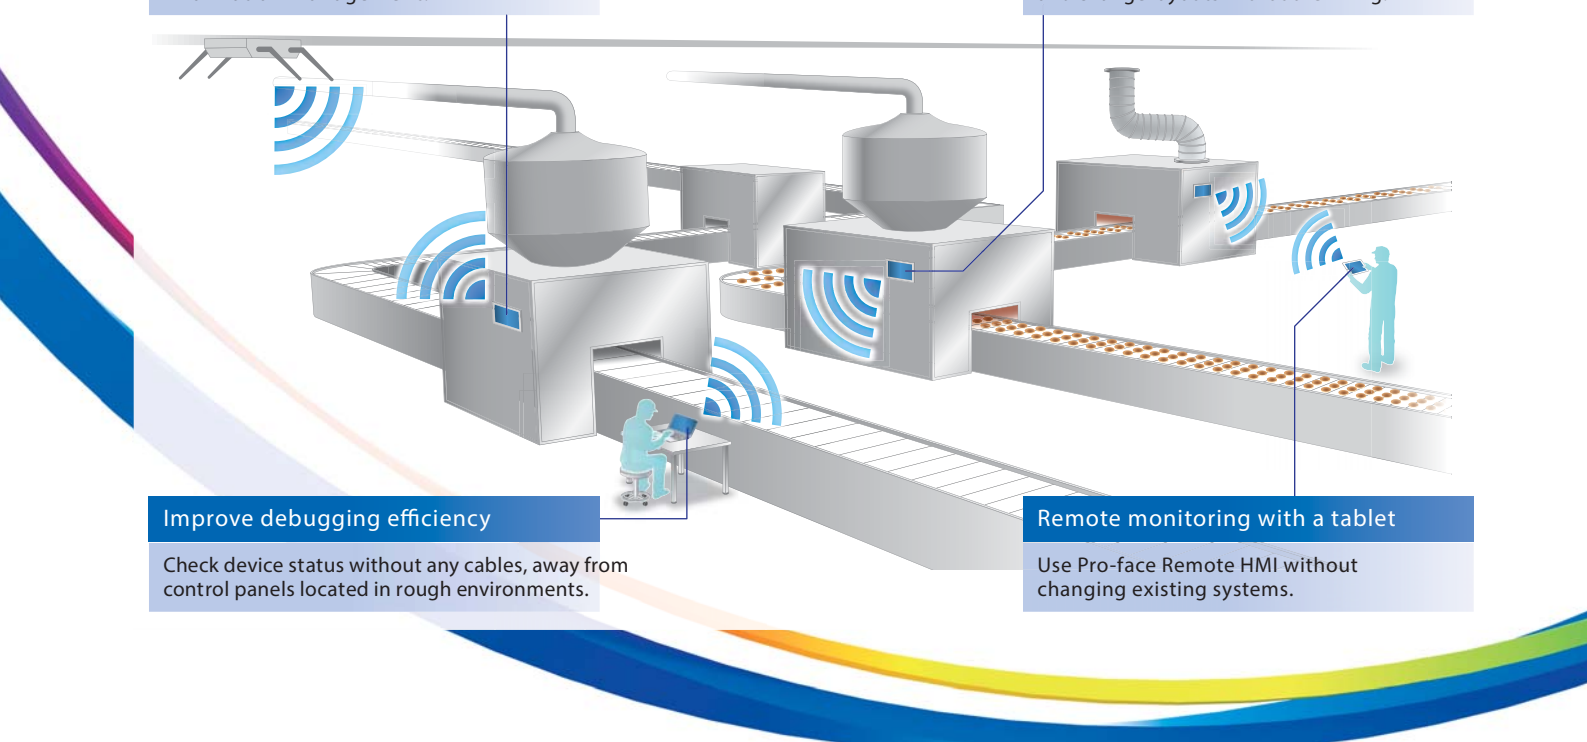 Improve debugging efficiency
Check device status without any cables, away from
control panels located in rough environments.
Remote monitoring with a tablet
Use Pro-face Remote HMI without
changing existing systems.